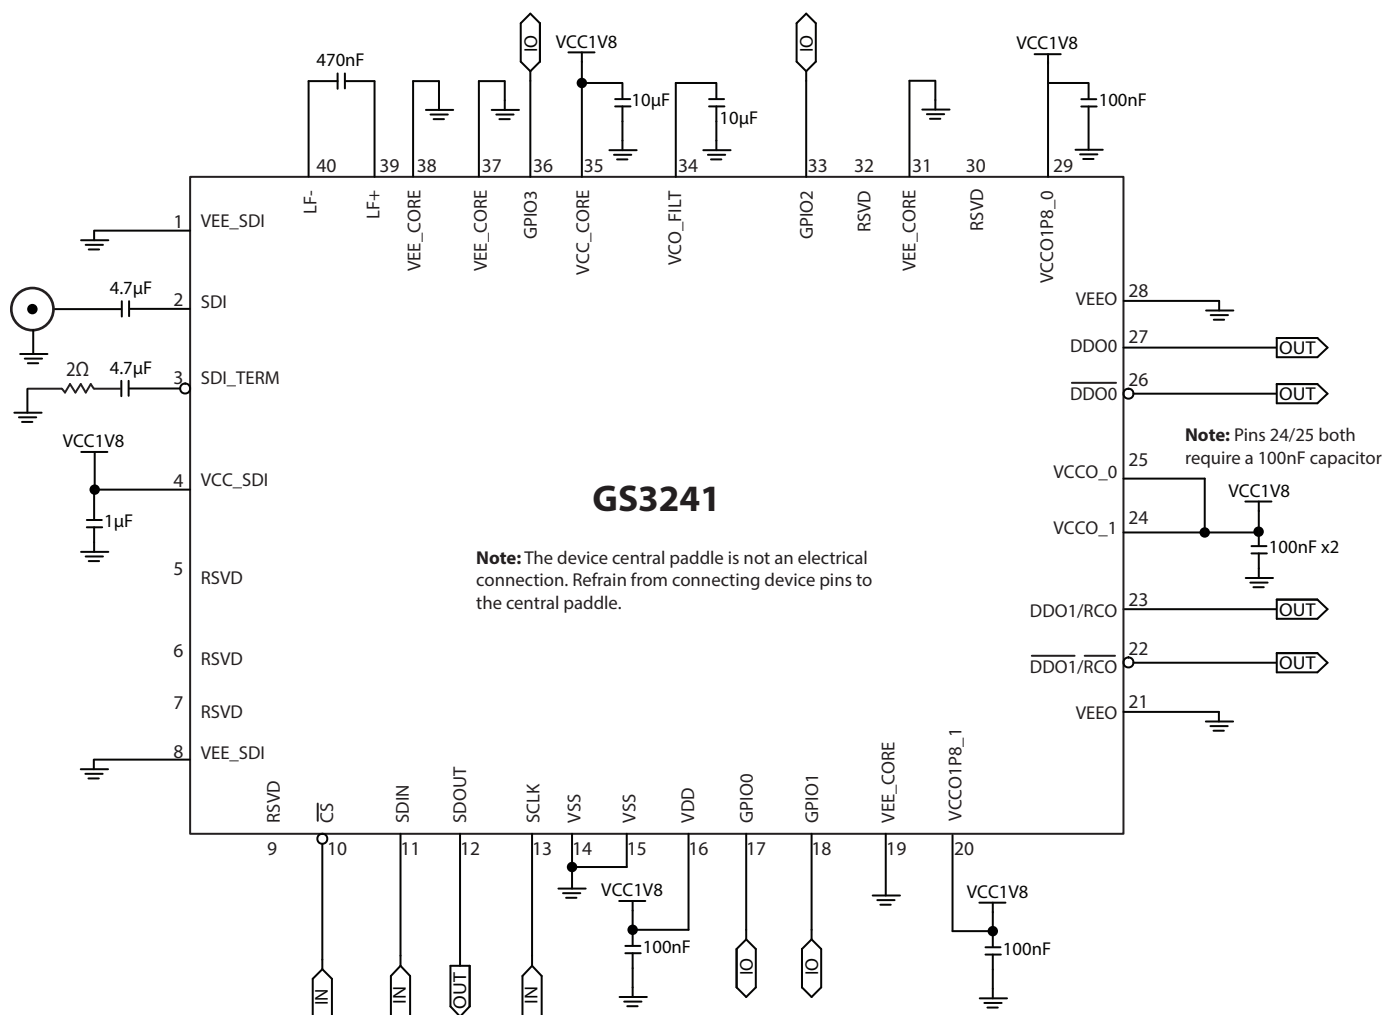 IO
IO
VCC1V8
VCC1V8
470nF
10µF
10µF
100nF
40
39
38
37
36
35
34
33
32
31
30
29
LF-
LF+
VEE_CORE
VEE_CORE
GPIO3
VCC_CORE
VCO_FILT
GPIO2
RSVD
VEE_CORE
RSVD
VCCO1P8_0
1
VEE_SDI
4.7µF
2
SDI
2Ω
4.7µF
3
SDI_TERM
VCC1V8
4
VCC_SDI
1µF
5
RSVD
6
RSVD
7
RSVD
8
VEE_SDI
GS3241
Note: The device central paddle is not an electrical
connection. Refrain from connecting device pins to
the central paddle.
VEEO
28
DDO0
27
OUT
DDO0
26
OUT
Note: Pins 24/25 both
require a 100nF capacitor
VCCO_0
25
VCC1V8
VCCO_1
24
100nF x2
DDO1/RCO
23
OUT
DDO1/RCO
22
OUT
VEEO
21
RSVD
CS
SDIN
SDOUT
SCLK
VSS
VSS
VDD
GPIO0
GPIO1
VEE_CORE
VCCO1P8_1
9
10
11
12
13
14
15
16
17
18
19
20
VCC1V8
VCC1V8
100nF
100nF
IN
IN
OUT
IN
IO
IO